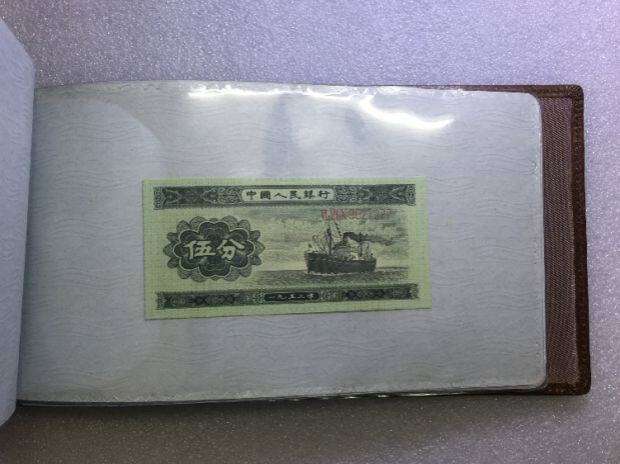 中國人民銀行
伍分
一九五三年